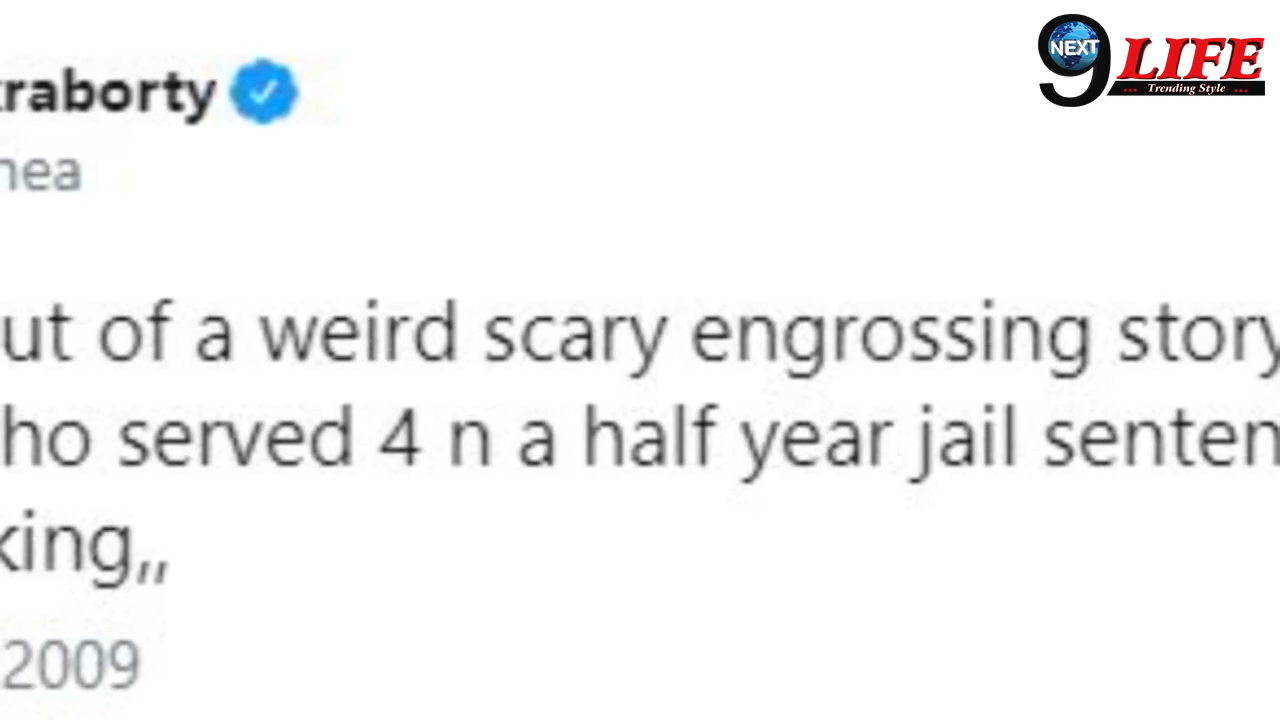 NEXT
9 LIFE
... Trending Style ...
raborty
hea
ut of a weird scary engrossing story
ho served 4 n a half year jail senten
king,,
2009